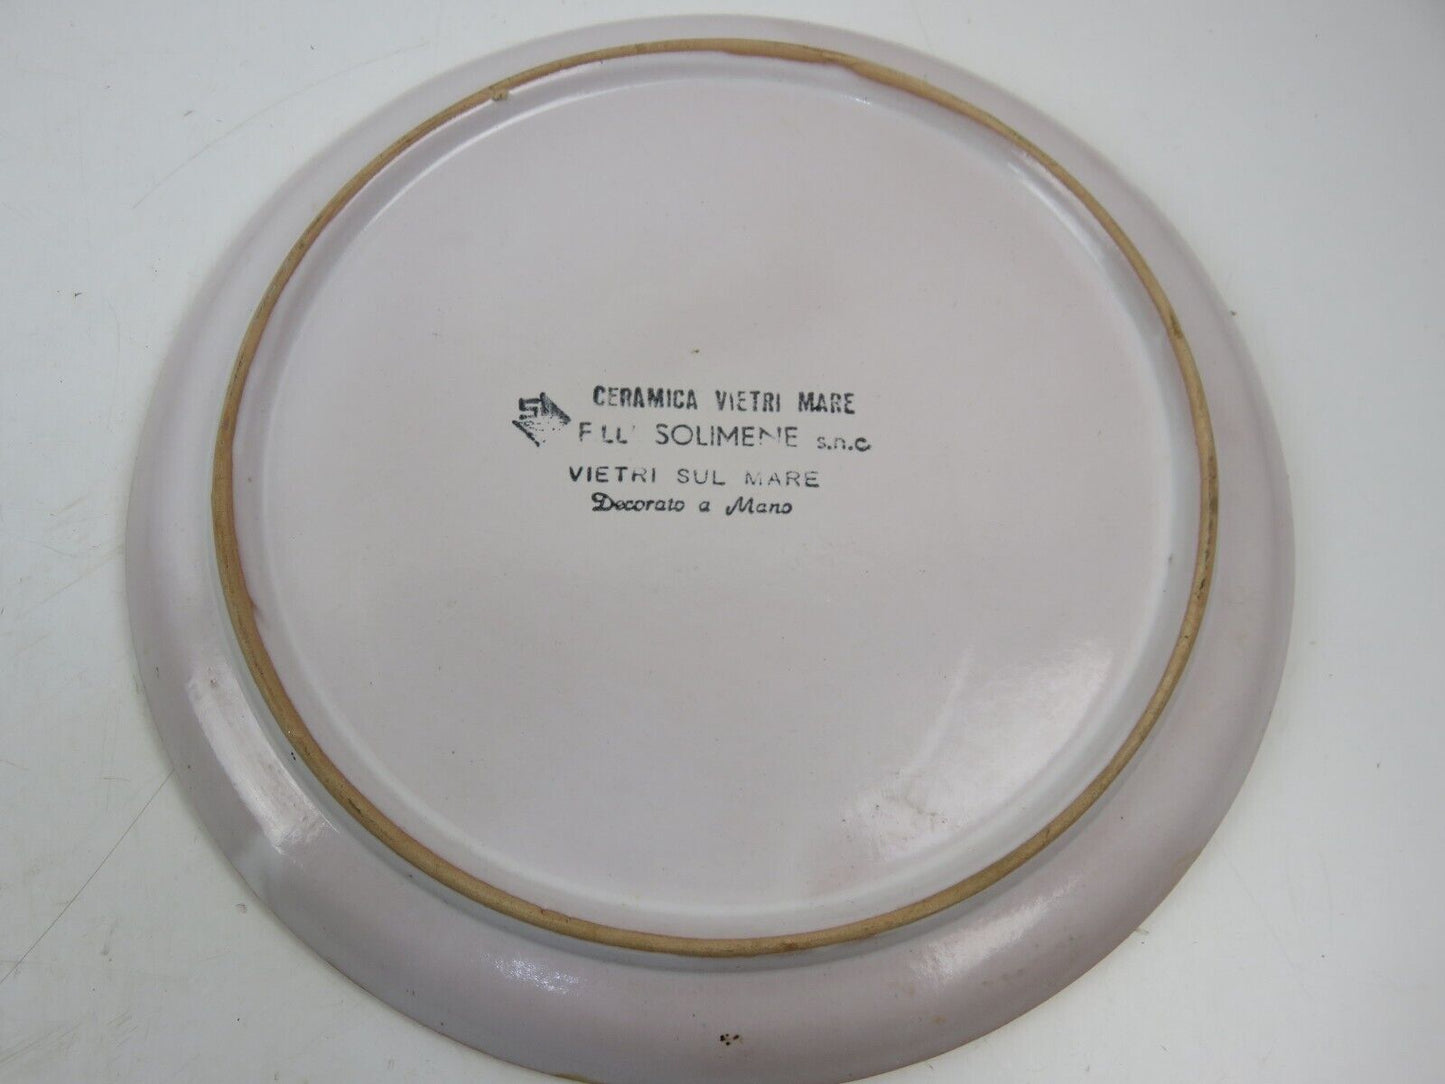 CERAMICA VIETRI MARE
F.LLI SOLIMENE s.n.c
VIETRI SUL MARE
Decorato a Mano